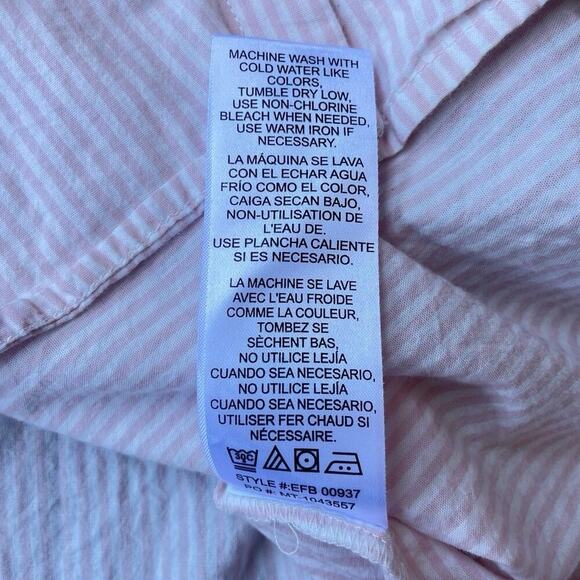 MACHINE WASH WITH
COLD WATER LIKE
COLORS,
TUMBLE DRY LOW,
USE NON-CHLORINE
BLEACH WHEN NEEDED,
USE WARM IRON IF
NECESSARY.
LA MÁQUINA SE LAVA
CON EL ECHAR AGUA
FRÍO COMO EL COLOR,
CAIGA SECAN BAJO,
NON-UTILISATION DE
L'EAU DE.
USE PLANCHA CALIENTE
SI ES NECESARIO.
LA MACHINE SE LAVE
AVEC L'EAU FROIDE
COMME LA COULEUR,
TOMBEZ SE
SÈCHENT BAS,
NO UTILICE LEJÍA
CUANDO SEA NECESARIO,
NO UTILICE LEJÍA
CUANDO SEA NECESARIO,
UTILISER FER CHAUD SI
NÉCESSAIRE.
30C
STYLE #:EFB 00937
PO #: MT-1043557